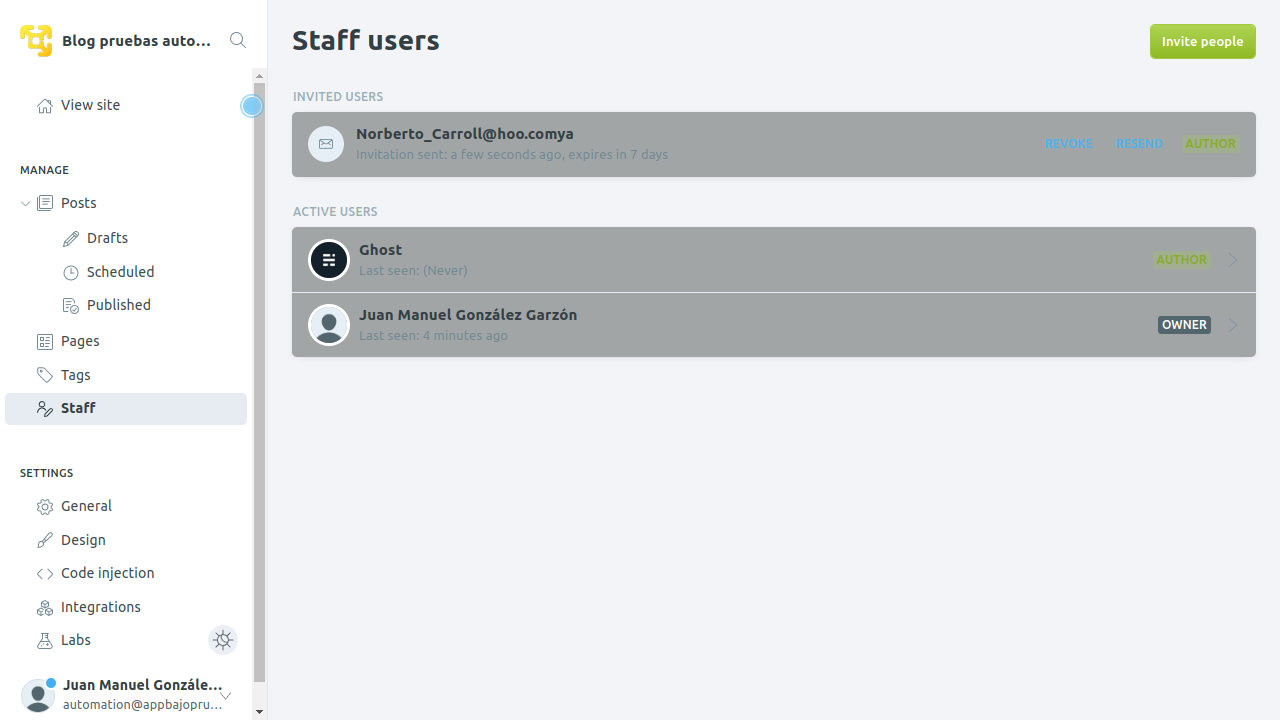 Blog pruebas auto...
View site
MANAGE
Posts
Drafts
Scheduled
Published
Pages
Tags
Staff
SETTINGS
General
Design
Code injection
Integrations
Labs
Juan Manuel Gonzále...
automation@appbajopru...
Staff users
Invite people
INVITED USERS
Norberto_Carroll@hoo.comya
Invitation sent: a few seconds ago, expires in 7 days
REVOKE RESEND AUTHOR
ACTIVE USERS
Ghost
Last seen: (Never)
AUTHOR
Juan Manuel González Garzón
Last seen: 4 minutes ago
OWNER